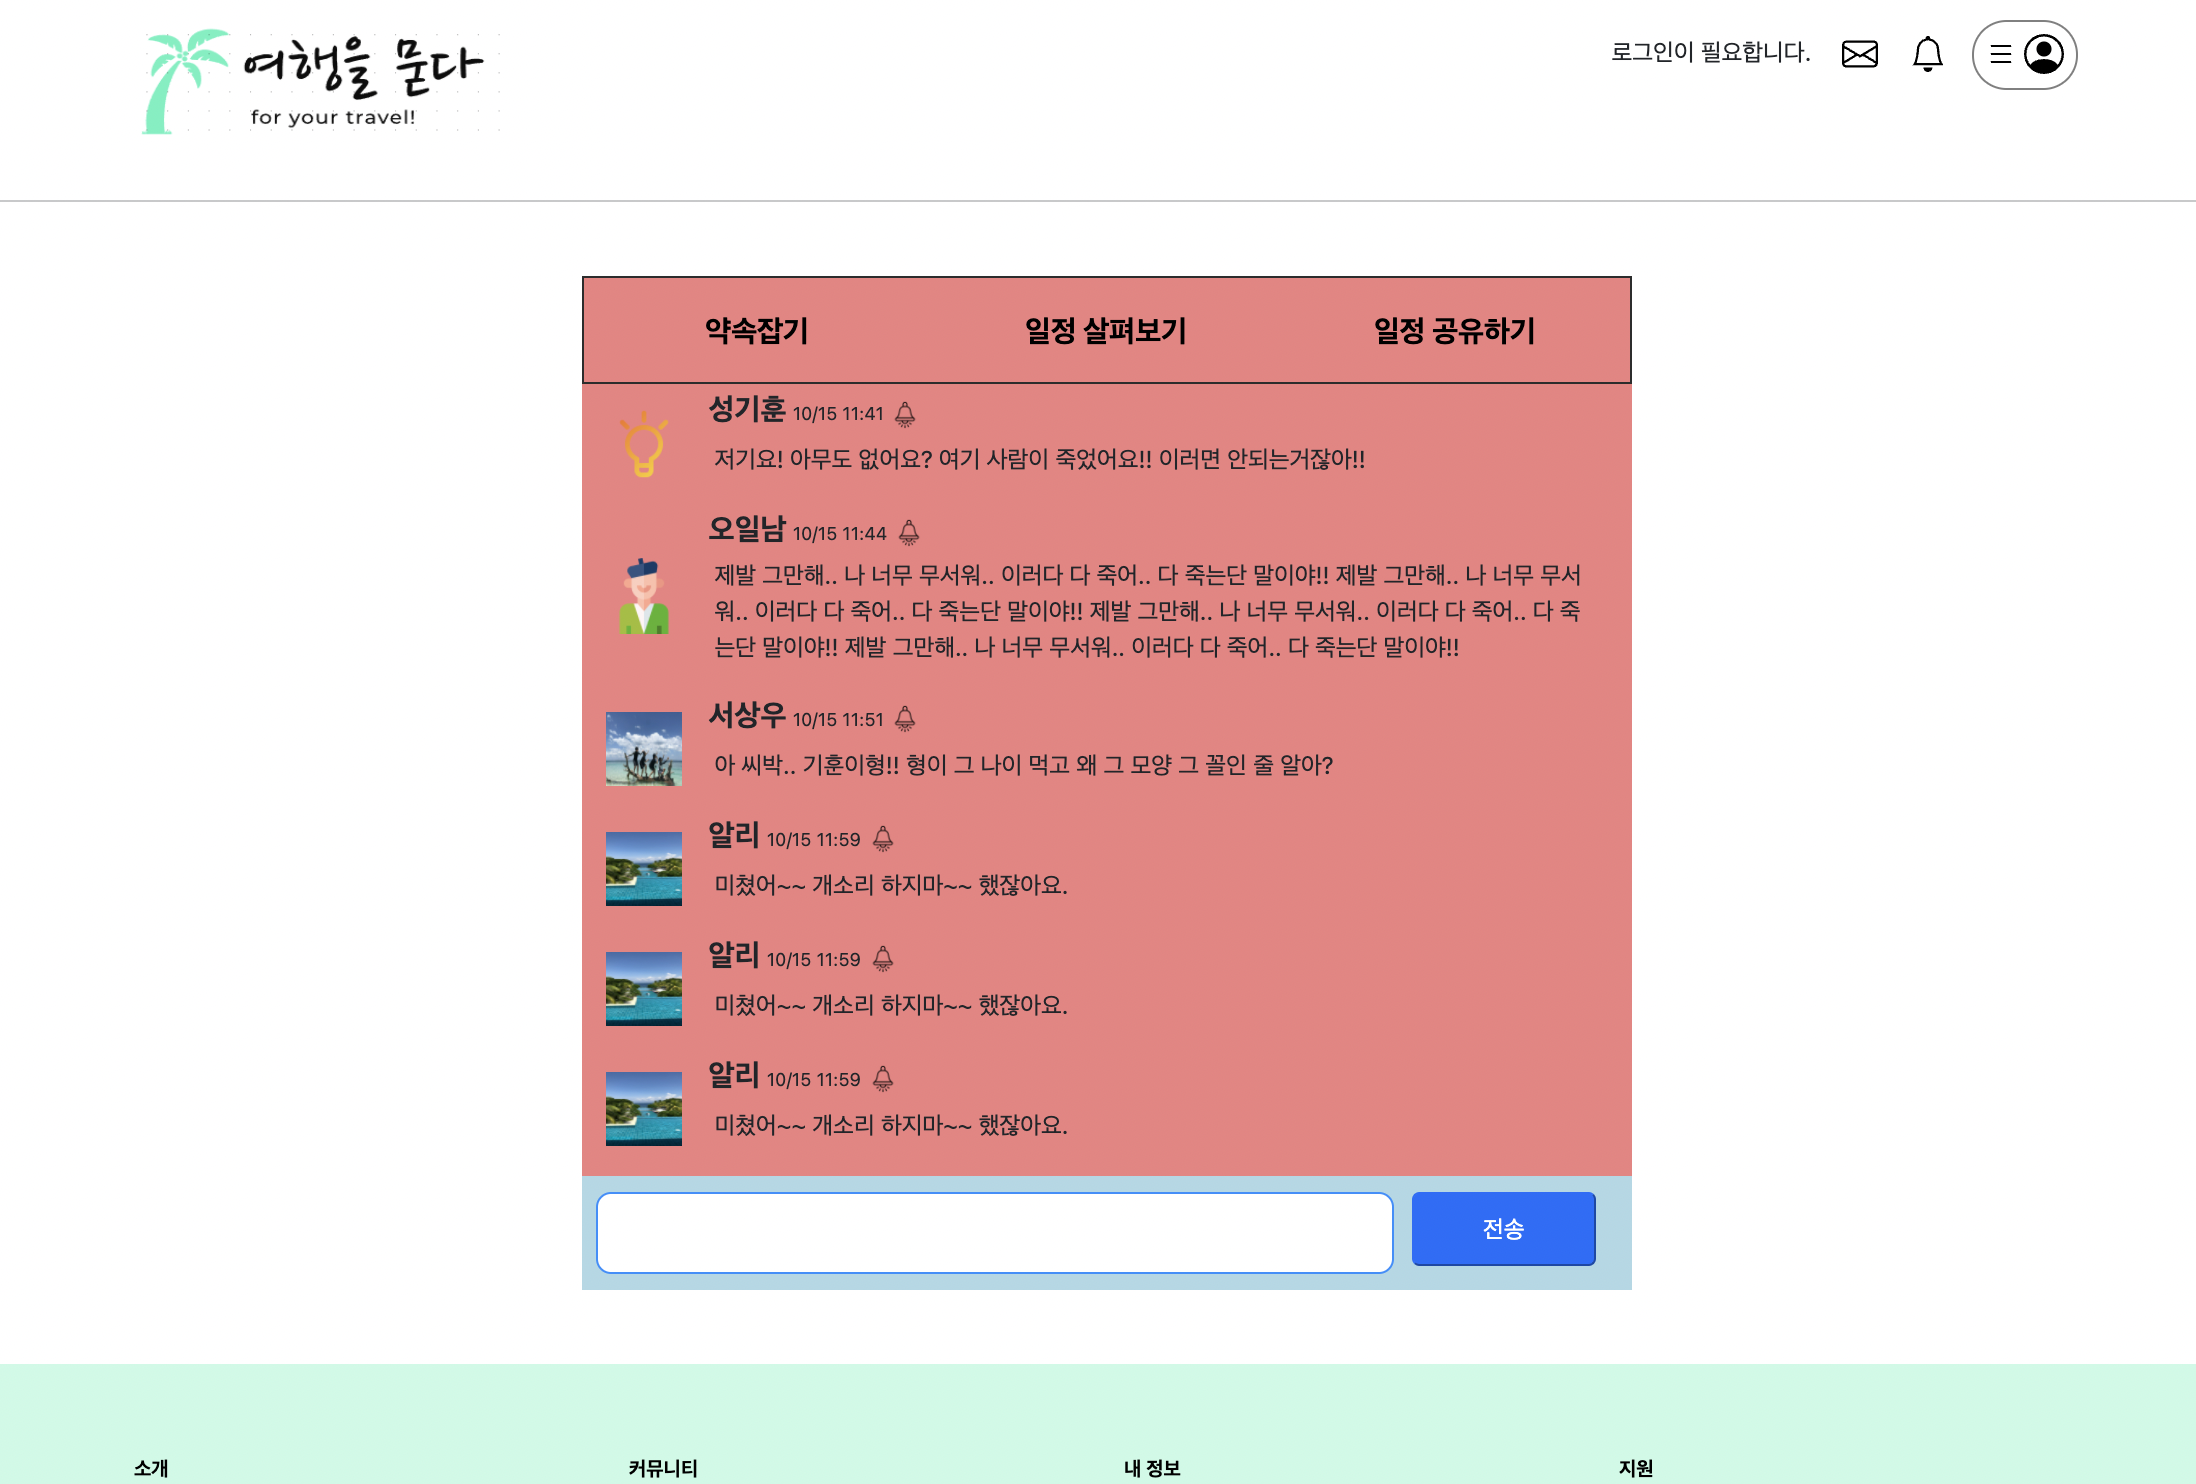 여행을 묻다
for your travel!
로그인이 필요합니다.
약속잡기 일정 살펴보기 일정 공유하기
성기훈 10/15 11:41
저기요! 아무도 없어요? 여기 사람이 죽었어요!! 이러면 안되는거잖아!!
오일남 10/15 11:44
제발 그만해.. 나 너무 무서워.. 이러다 다 죽어.. 다 죽는단 말이야!! 제발 그만해.. 나 너무 무서
워.. 이러다 다 죽어.. 다 죽는단 말이야!! 제발 그만해.. 나 너무 무서워.. 이러다 다 죽어.. 다 죽
는단 말이야!! 제발 그만해.. 나 너무 무서워.. 이러다 다 죽어.. 다 죽는단 말이야!!
서상우 10/15 11:51
아 씨박.. 기훈이형!! 형이 그 나이 먹고 왜 그 모양 그 꼴인 줄 알아?
알리 10/15 11:59
미쳤어~~ 개소리 하지마~~ 했잖아요.
알리 10/15 11:59
미쳤어~~ 개소리 하지마~~ 했잖아요.
알리 10/15 11:59
미쳤어~~ 개소리 하지마~~ 했잖아요.
전송
소개 커뮤니티 내 정보 지원